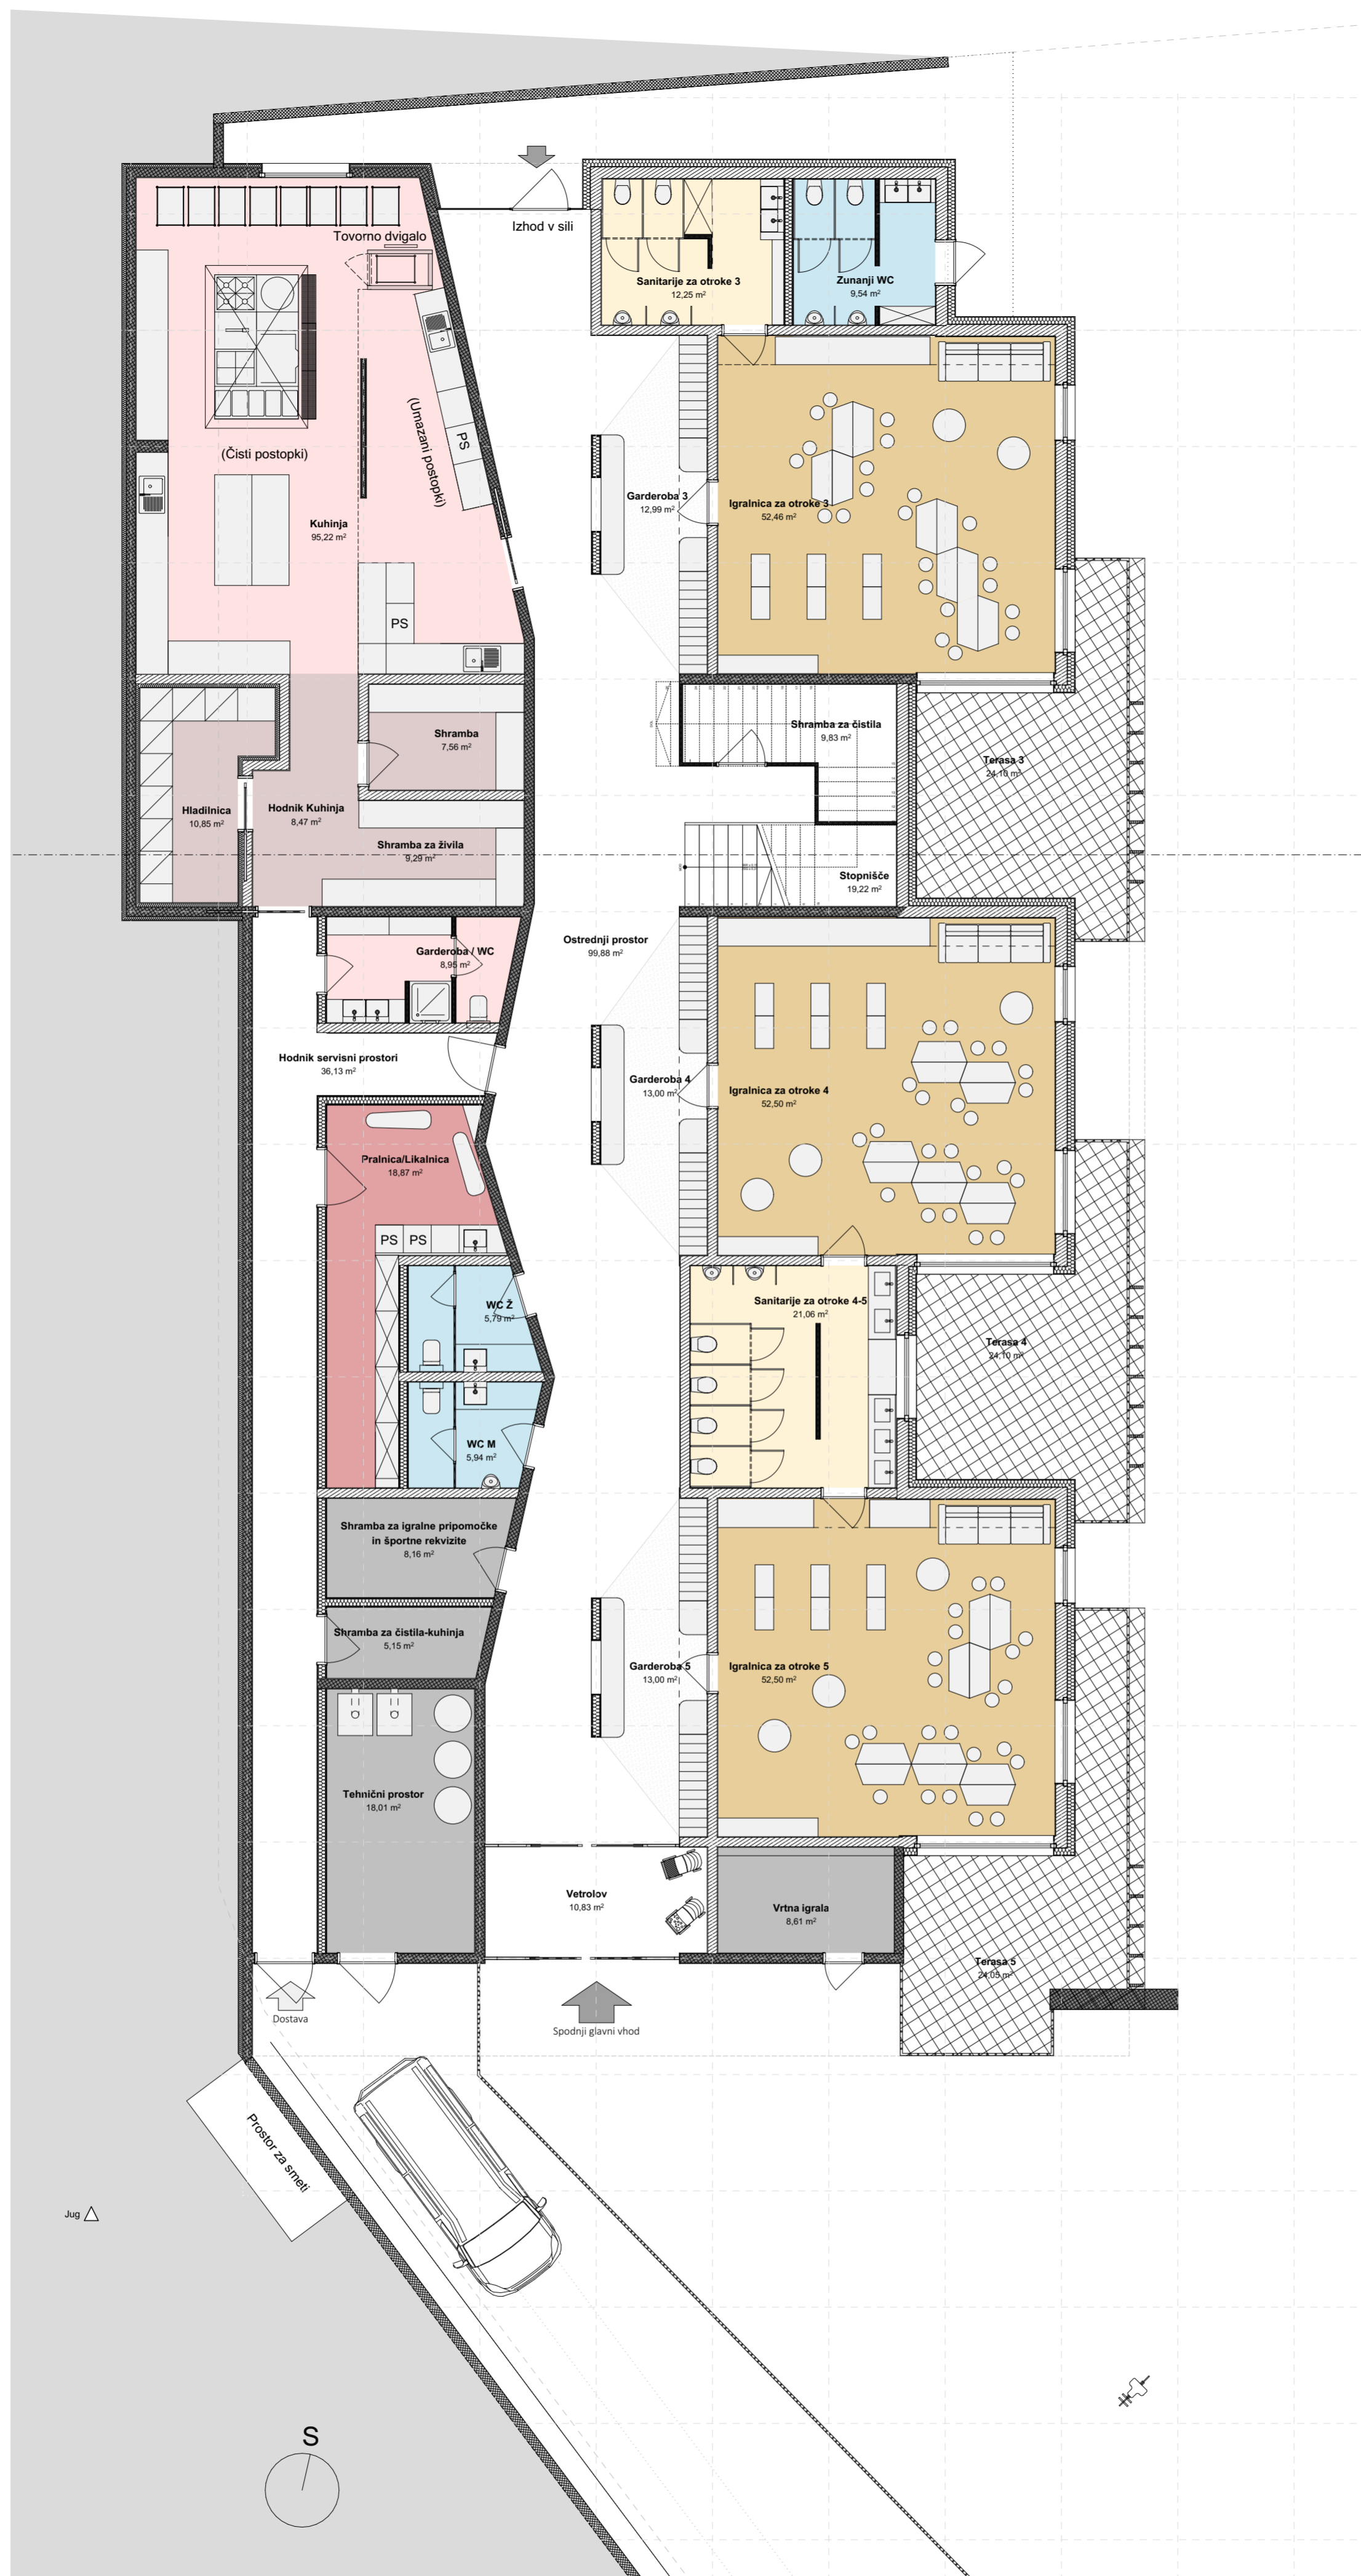 Izhod v sili
Tovorno dvigalo
Sanitarije za otroke 3
12,25 m²
Zunanji WC
9,54 m²
(Čisti postopki)
(Umazani postopki)
PS
Kuhinja
95,22 m²
PS
Garderoba 3
12,99 m²
Igralnica za otroke 3
52,46 m²
Shramba
7,56 m²
Shramba za čistila
9,83 m²
Terasa 3
24,10 m²
Hladilnica
10,85 m²
Hodnik Kuhinja
8,47 m²
Shramba za živila
9,29 m²
Stopnišče
19,22 m²
Garderoba / WC
8,95 m²
Ostrednji prostor
99,88 m²
Hodnik servisni prostori
36,13 m²
Garderoba 4
13,00 m²
Igralnica za otroke 4
52,50 m²
Pralnica/Likalnica
18,87 m²
PS
PS
WC Ž
5,79 m²
Sanitarije za otroke 4-5
21,06 m²
Terasa 4
24,10 m²
WC M
5,94 m²
Shramba za igralne pripomočke
in športne rekvizite
8,16 m²
Shramba za čistila-kuhinja
5,15 m²
Garderoba 5
13,00 m²
Igralnica za otroke 5
52,50 m²
Tehnični prostor
18,01 m²
Vetrolov
10,83 m²
Vrtna igrala
8,61 m²
Terasa 5
24,05 m²
Dostava
Spodnji glavni vhod
Prostor za smeti
Jug
S